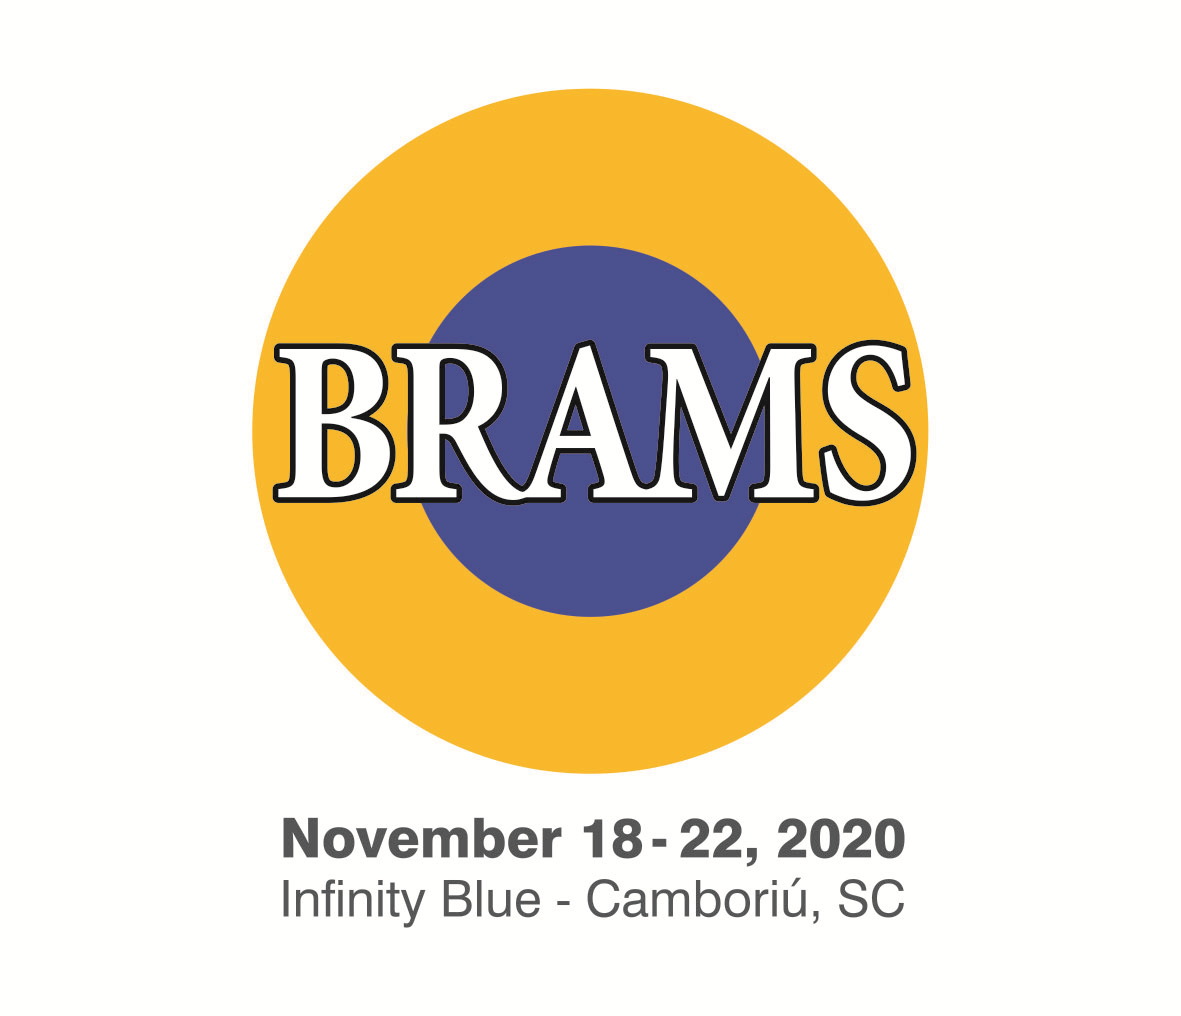 BRAMS
November 18 - 22, 2020
Infinity Blue - Camboriú, SC